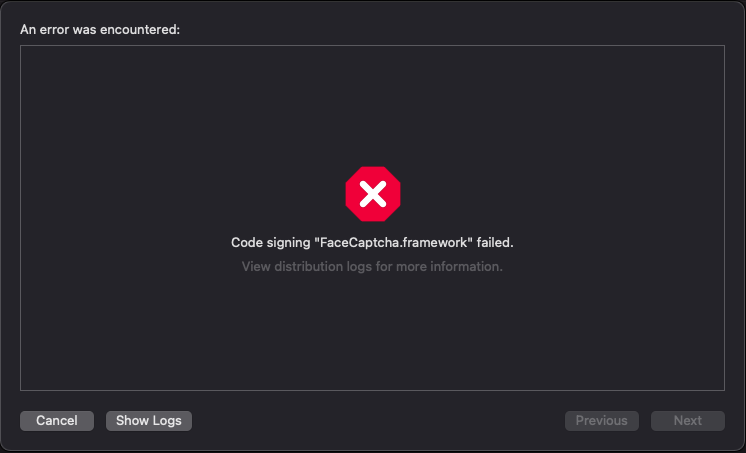 An error was encountered:
Code signing "FaceCaptcha.framework" failed.
View distribution logs for more information.
Cancel
Show Logs
Previous
Next